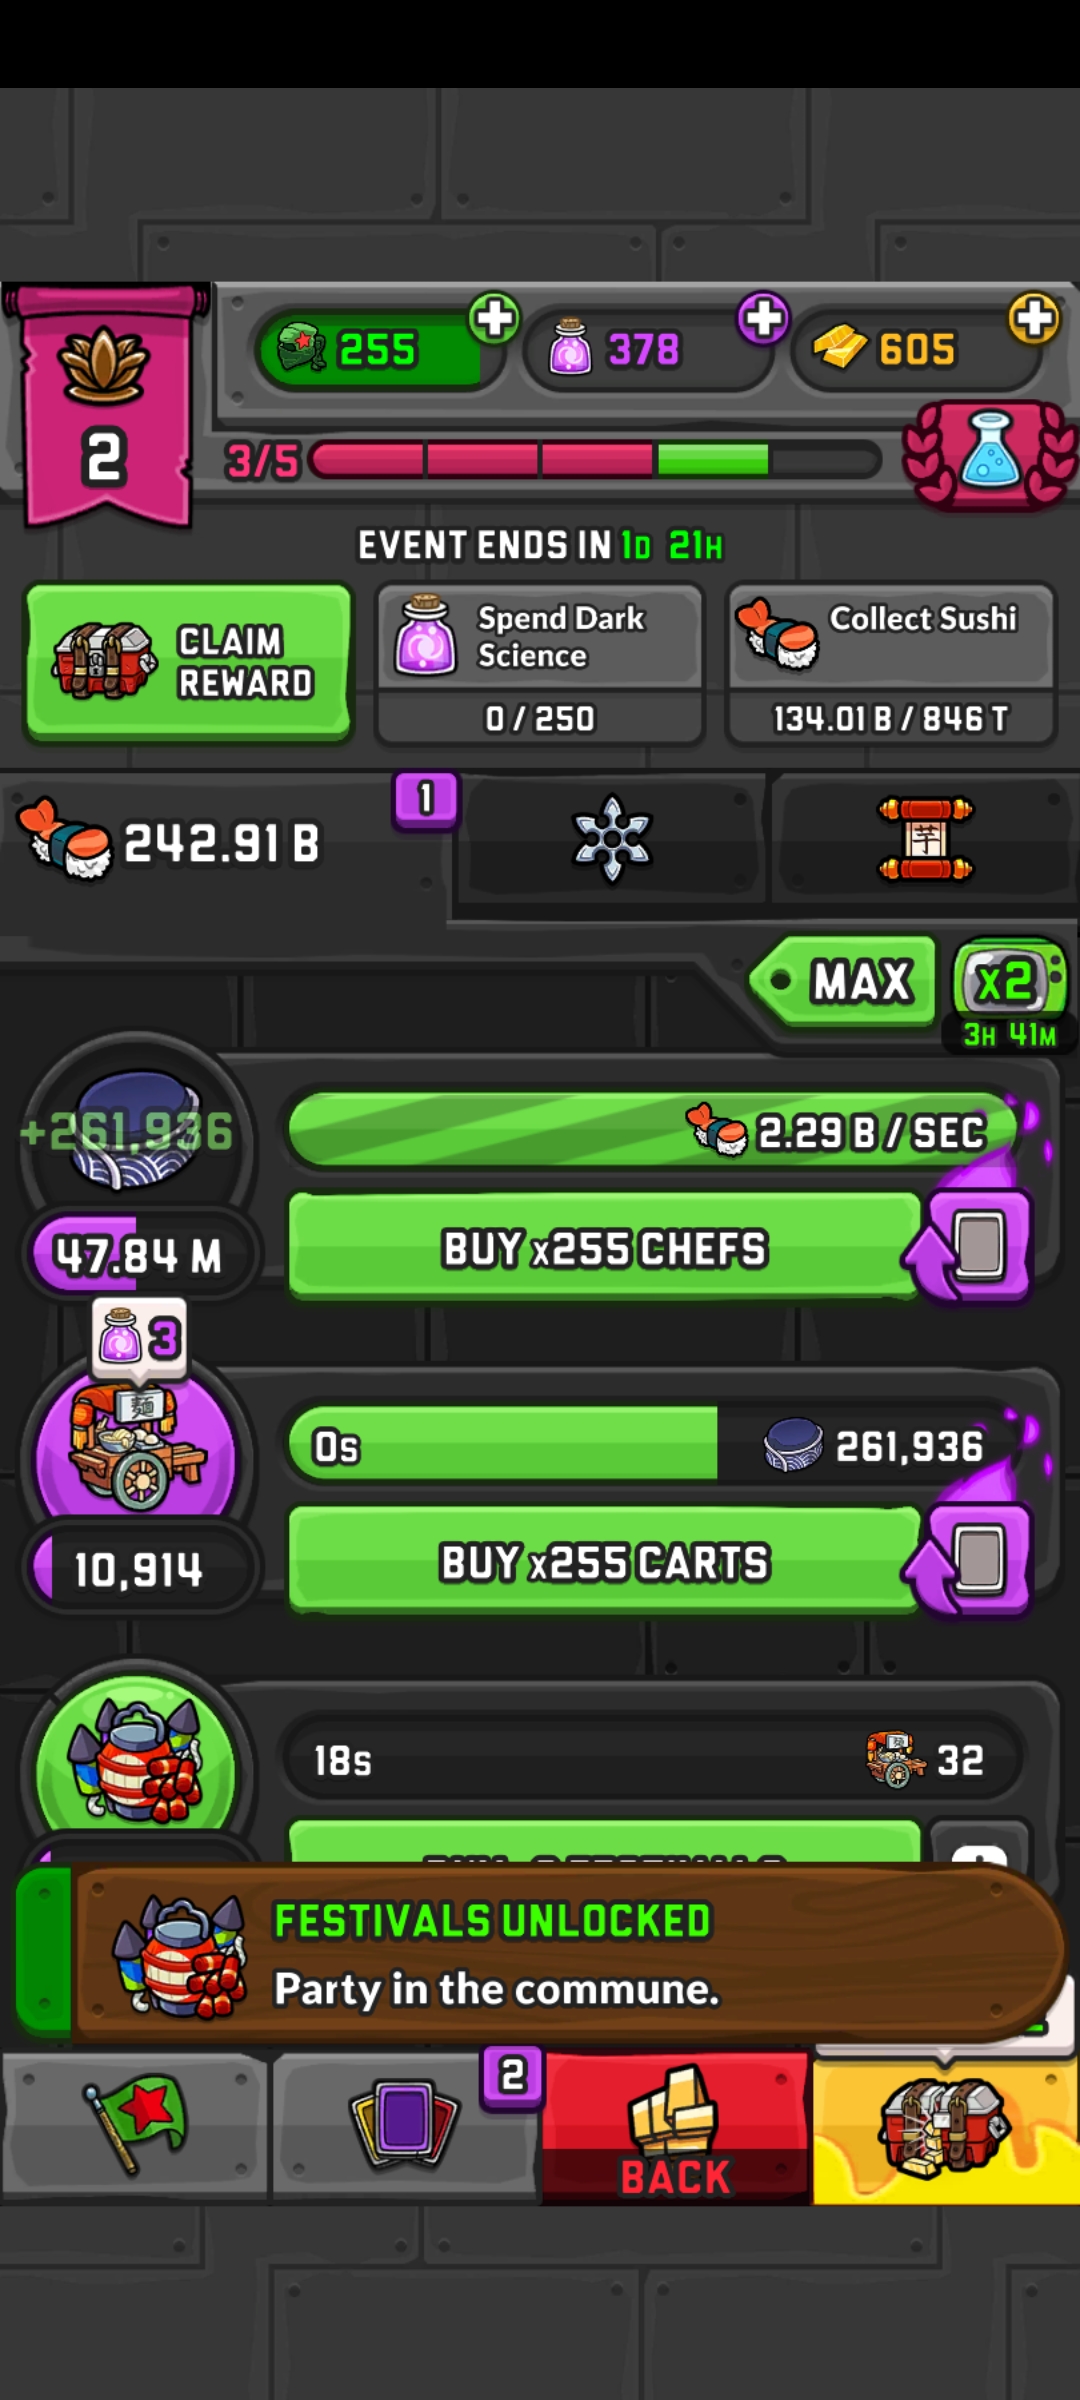 2
255
378
605
3/5
EVENT ENDS IN 1D 21H
CLAIM
REWARD
Spend Dark
Science
0 / 250
Collect Sushi
134.01 B / 846 T
242.91 B
1
芋
MAX
x2
3H 41M
+261,936
2.29 B / SEC
47.84 M
BUY x255 CHEFS
3
麺
0s
261,936
10,914
BUY x255 CARTS
18s
32
FESTIVALS UNLOCKED
Party in the commune.
2
BACK